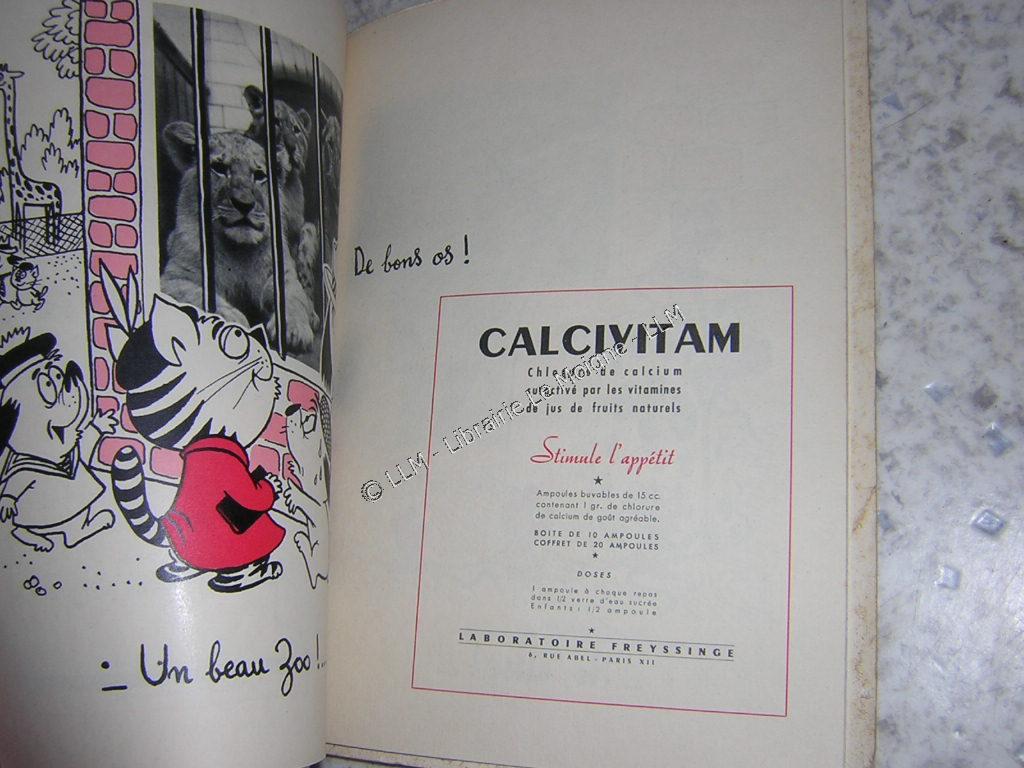 - Un beau Zoo !...
De bons os !
CALCIVITAM
Chlorure de calcium
suractivé par les vitamines
de jus de fruits naturels
Stimule l'appétit
★
Ampoules buvables de 15 cc.
contenant 1 gr. de chlorure
de calcium de goût agréable.
BOITE DE 10 AMPOULES
COFFRET DE 20 AMPOULES
★
DOSES
1 ampoule à chaque repas
dans 1/2 verre d'eau sucrée
Enfants : 1/2 ampoule
★
LABORATOIRE FREYSSINGE
6, RUE ABEL - PARIS XII
© LLM - Librairie Le Moigne - LLM